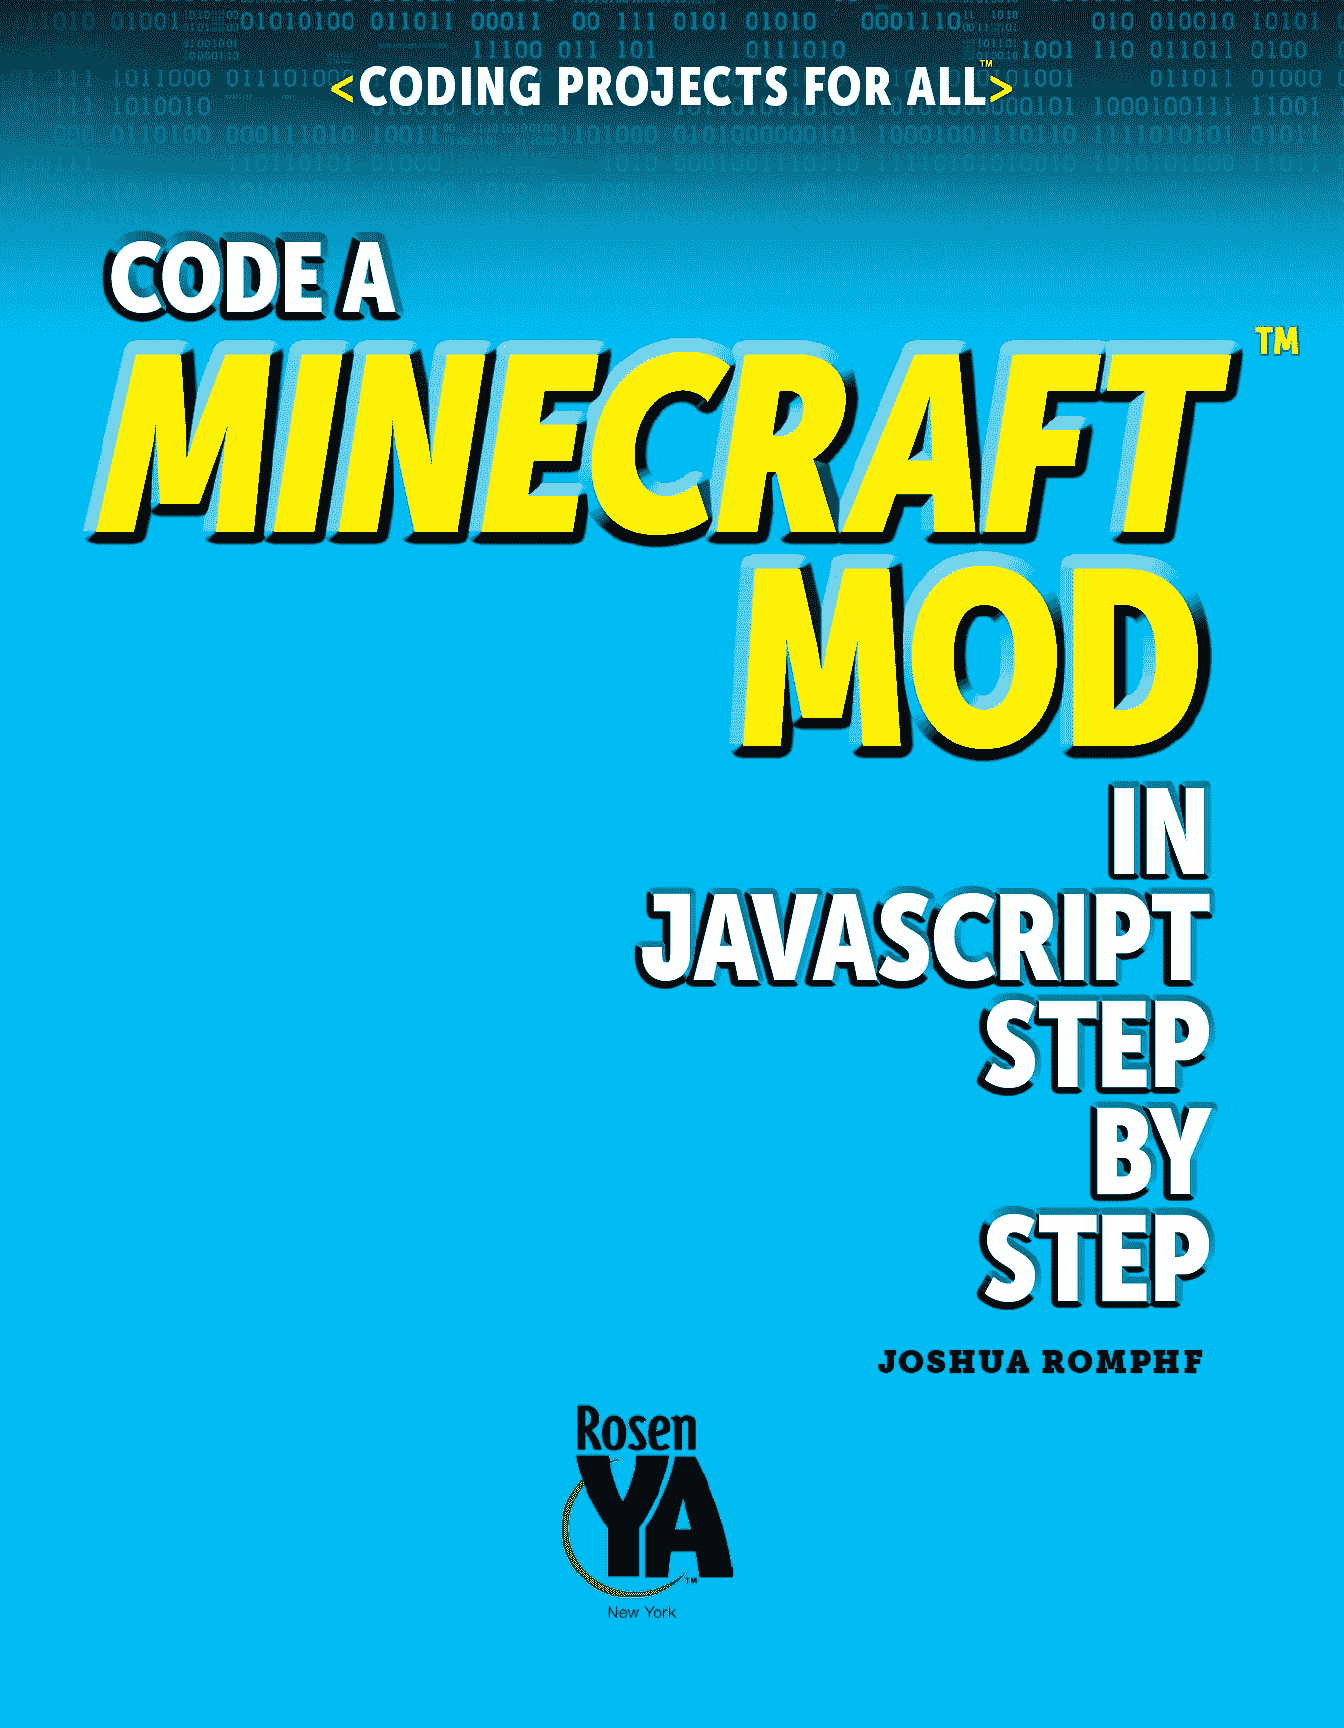 <CODING PROJECTS FOR ALL™>
CODE A
MINECRAFT™
MOD
IN
JAVASCRIPT
STEP
BY
STEP
JOSHUA ROMPHF
Rosen
YA™
New York